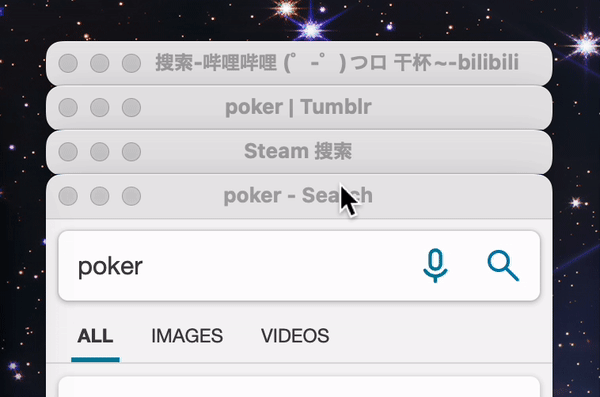 搜索-哔哩哔哩 (゜-゜)つロ 干杯~-bilibili
poker | Tumblr
Steam 搜索
poker - Search
poker
ALL IMAGES VIDEOS